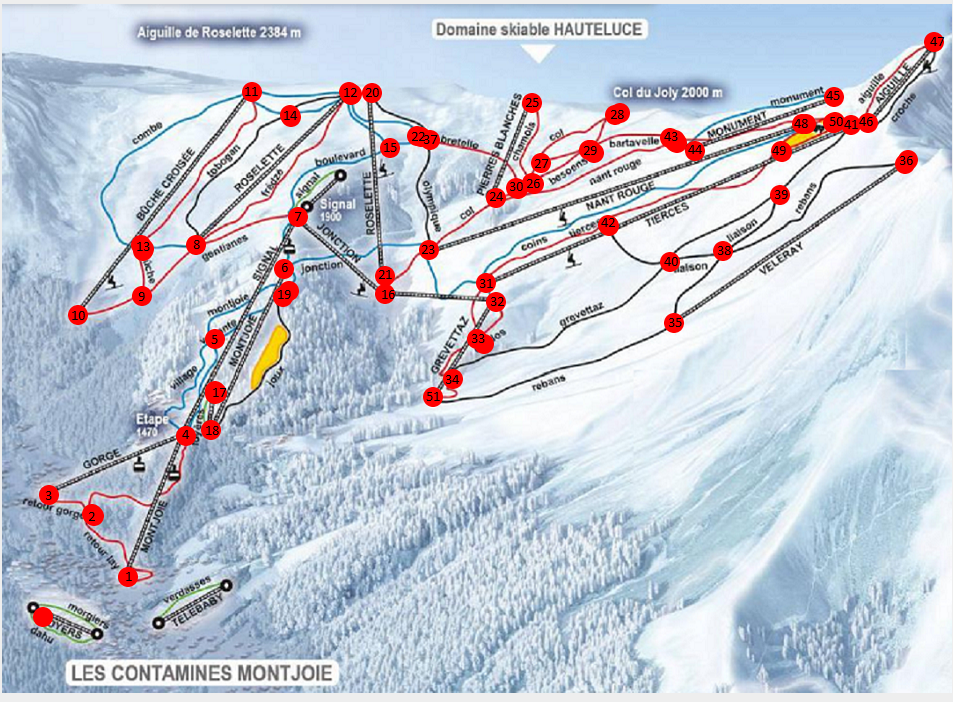 Aiguille de Roselette 2384 m
Domaine skiable HAUTELUCE
47
aiguille
AIGUILLE
croche
11
12
20
14
combe
tobogan
BÛCHE CROISÉE
ROSELETTE
frédze
boulevard
signal
Signal
1900
15
22
37
bretelle
olympique
ROSELETTE
25
PIERRES BLANCHES
chamois
col
28
27
29
besoens
24
30
26
col
Col du Joly 2000 m
monument
45
MONUMENT
bartavelle
43
44
nant rouge
NANT ROUGE
48
50
41
46
49
36
39
rebans
liaison
38
VELERAY
42
tierces
TIERCES
coins
40
liaison
35
7
8
gentianes
13
9
10
SIGNAL
JONCTION
jonction
6
19
21
16
23
31
32
33
GREVETTAZ
grevettaz
34
51
rebans
montjoie
MONTJOIE
5
village
joux
17
18
Etape
1470
4
GORGE
3
retour gorge
2
retour lay
MONTJOIE
1
morgiers
dahu
verdasses
TELEBABY
LES CONTAMINES MONTJOIE